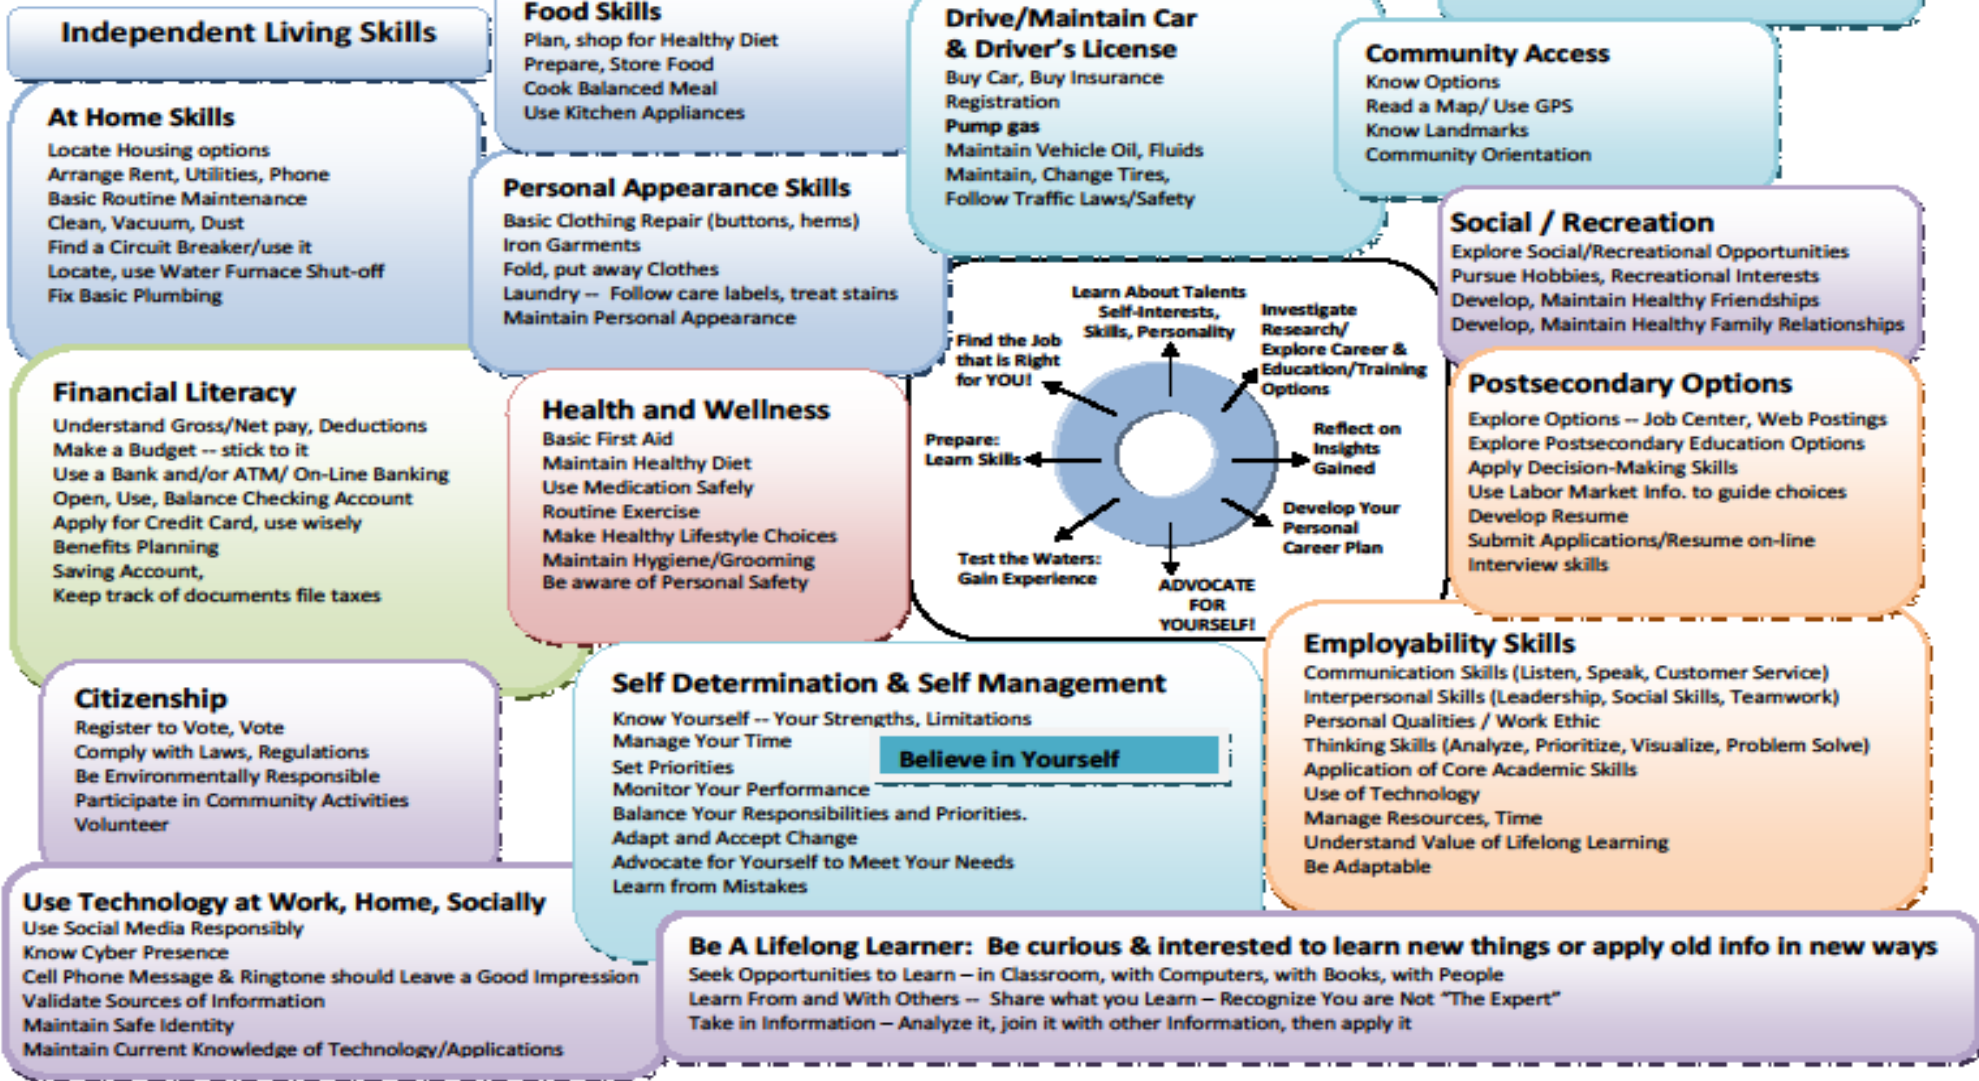 Independent Living Skills
At Home Skills
Locate Housing options
Arrange Rent, Utilities, Phone
Basic Routine Maintenance
Clean, Vacuum, Dust
Find a Circuit Breaker/use it
Locate, use Water Furnace Shut-off
Fix Basic Plumbing
Food Skills
Plan, shop for Healthy Diet
Prepare, Store Food
Cook Balanced Meal
Use Kitchen Appliances
Personal Appearance Skills
Basic Clothing Repair (buttons, hems)
Iron Garments
Fold, put away Clothes
Laundry -- Follow care labels, treat stains
Maintain Personal Appearance
Drive/Maintain Car
& Driver's License
Buy Car, Buy Insurance
Registration
Pump gas
Maintain Vehicle Oil, Fluids
Maintain, Change Tires,
Follow Traffic Laws/Safety
Community Access
Know Options
Read a Map/ Use GPS
Know Landmarks
Community Orientation
Social / Recreation
Explore Social/Recreational Opportunities
Pursue Hobbies, Recreational Interests
Develop, Maintain Healthy Friendships
Develop, Maintain Healthy Family Relationships
Financial Literacy
Understand Gross/Net pay, Deductions
Make a Budget -- stick to it
Use a Bank and/or ATM/ On-Line Banking
Open, Use, Balance Checking Account
Apply for Credit Card, use wisely
Benefits Planning
Saving Account,
Keep track of documents file taxes
Health and Wellness
Basic First Aid
Maintain Healthy Diet
Use Medication Safely
Routine Exercise
Make Healthy Lifestyle Choices
Maintain Hygiene/Grooming
Be aware of Personal Safety
Learn About Talents
Self-Interests,
Skills, Personality
Investigate
Research/
Explore Career &
Education/Training
Options
Reflect on
Insights
Gained
Develop Your
Personal
Career Plan
ADVOCATE
FOR
YOURSELF!
Test the Waters:
Gain Experience
Prepare:
Learn Skills
Find the Job
that is Right
for YOU!
Postsecondary Options
Explore Options -- Job Center, Web Postings
Explore Postsecondary Education Options
Apply Decision-Making Skills
Use Labor Market Info. to guide choices
Develop Resume
Submit Applications/Resume on-line
Interview skills
Citizenship
Register to Vote, Vote
Comply with Laws, Regulations
Be Environmentally Responsible
Participate in Community Activities
Volunteer
Self Determination & Self Management
Know Yourself -- Your Strengths, Limitations
Manage Your Time
Set Priorities
Monitor Your Performance
Balance Your Responsibilities and Priorities.
Adapt and Accept Change
Advocate for Yourself to Meet Your Needs
Learn from Mistakes
Believe in Yourself
Employability Skills
Communication Skills (Listen, Speak, Customer Service)
Interpersonal Skills (Leadership, Social Skills, Teamwork)
Personal Qualities / Work Ethic
Thinking Skills (Analyze, Prioritize, Visualize, Problem Solve)
Application of Core Academic Skills
Use of Technology
Manage Resources, Time
Understand Value of Lifelong Learning
Be Adaptable
Use Technology at Work, Home, Socially
Use Social Media Responsibly
Know Cyber Presence
Cell Phone Message & Ringtone should Leave a Good Impression
Validate Sources of Information
Maintain Safe Identity
Maintain Current Knowledge of Technology/Applications
Be A Lifelong Learner: Be curious & interested to learn new things or apply old info in new ways
Seek Opportunities to Learn – in Classroom, with Computers, with Books, with People
Learn From and With Others -- Share what you Learn – Recognize You are Not "The Expert"
Take in Information – Analyze it, join it with other Information, then apply it